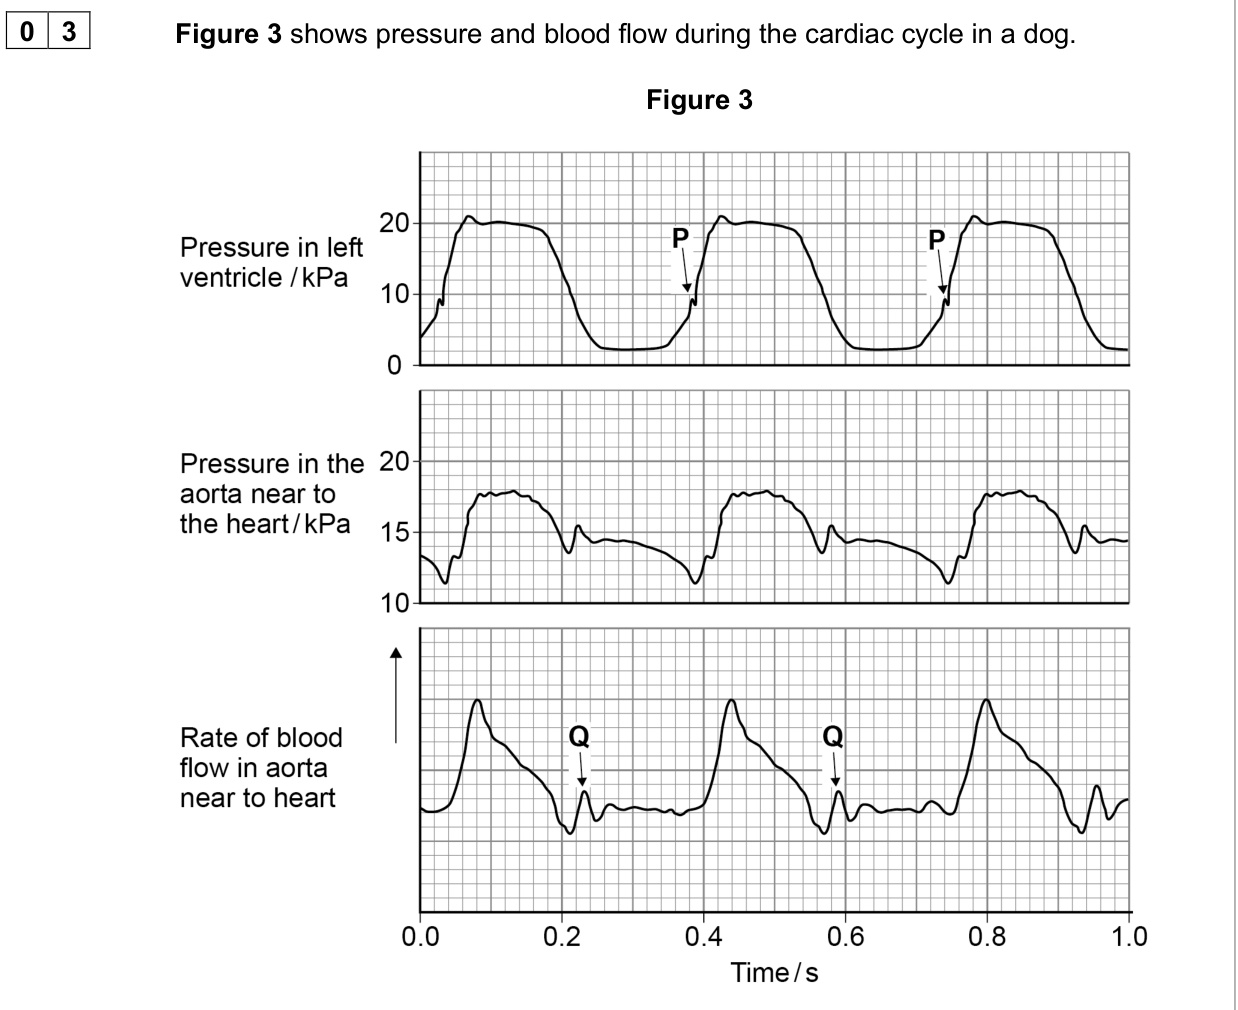 0 3 Figure 3 shows pressure and blood flow during the cardiac cycle in a dog.
Figure 3
Pressure in left
ventricle / kPa
20
10
0
P
P
Pressure in the
aorta near to
the heart / kPa
20
15
10
Rate of blood
flow in aorta
near to heart
Q
Q
0.0 0.2 0.4 0.6 0.8 1.0
Time / s